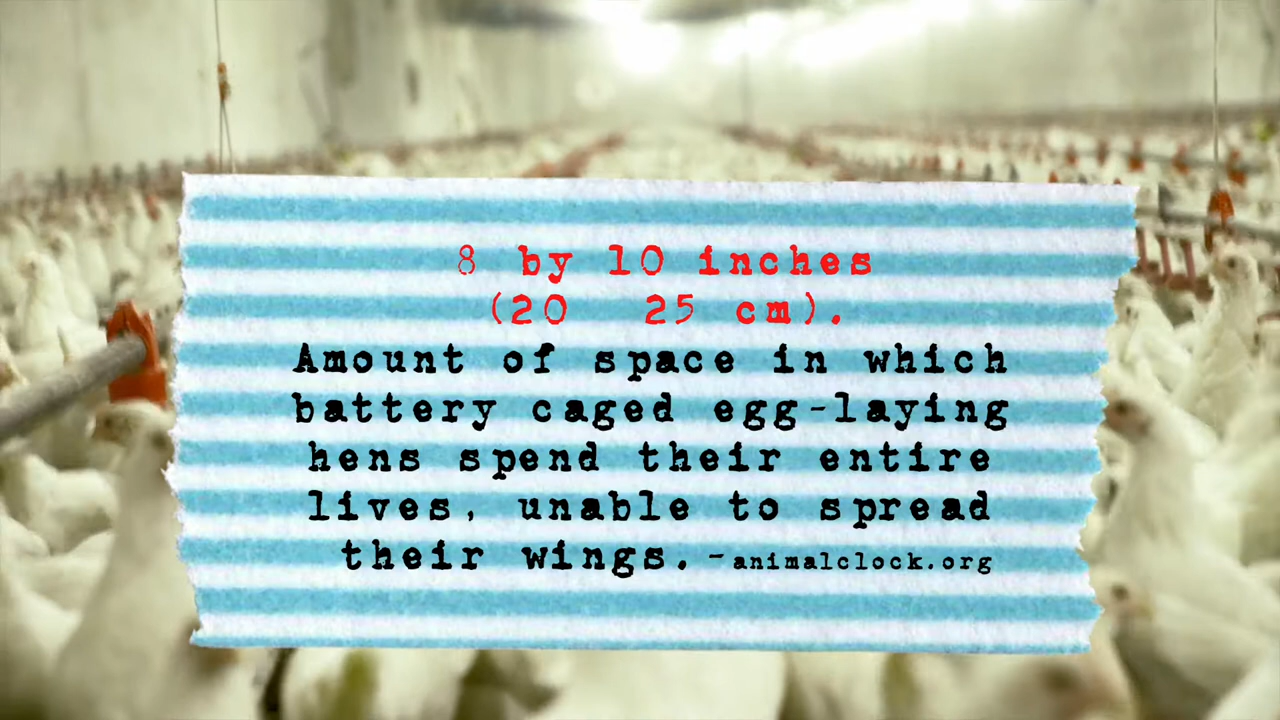 8 by 10 inches
(20 25 cm).
Amount of space in which
battery caged egg-laying
hens spend their entire
lives, unable to spread
their wings. -animalclock.org